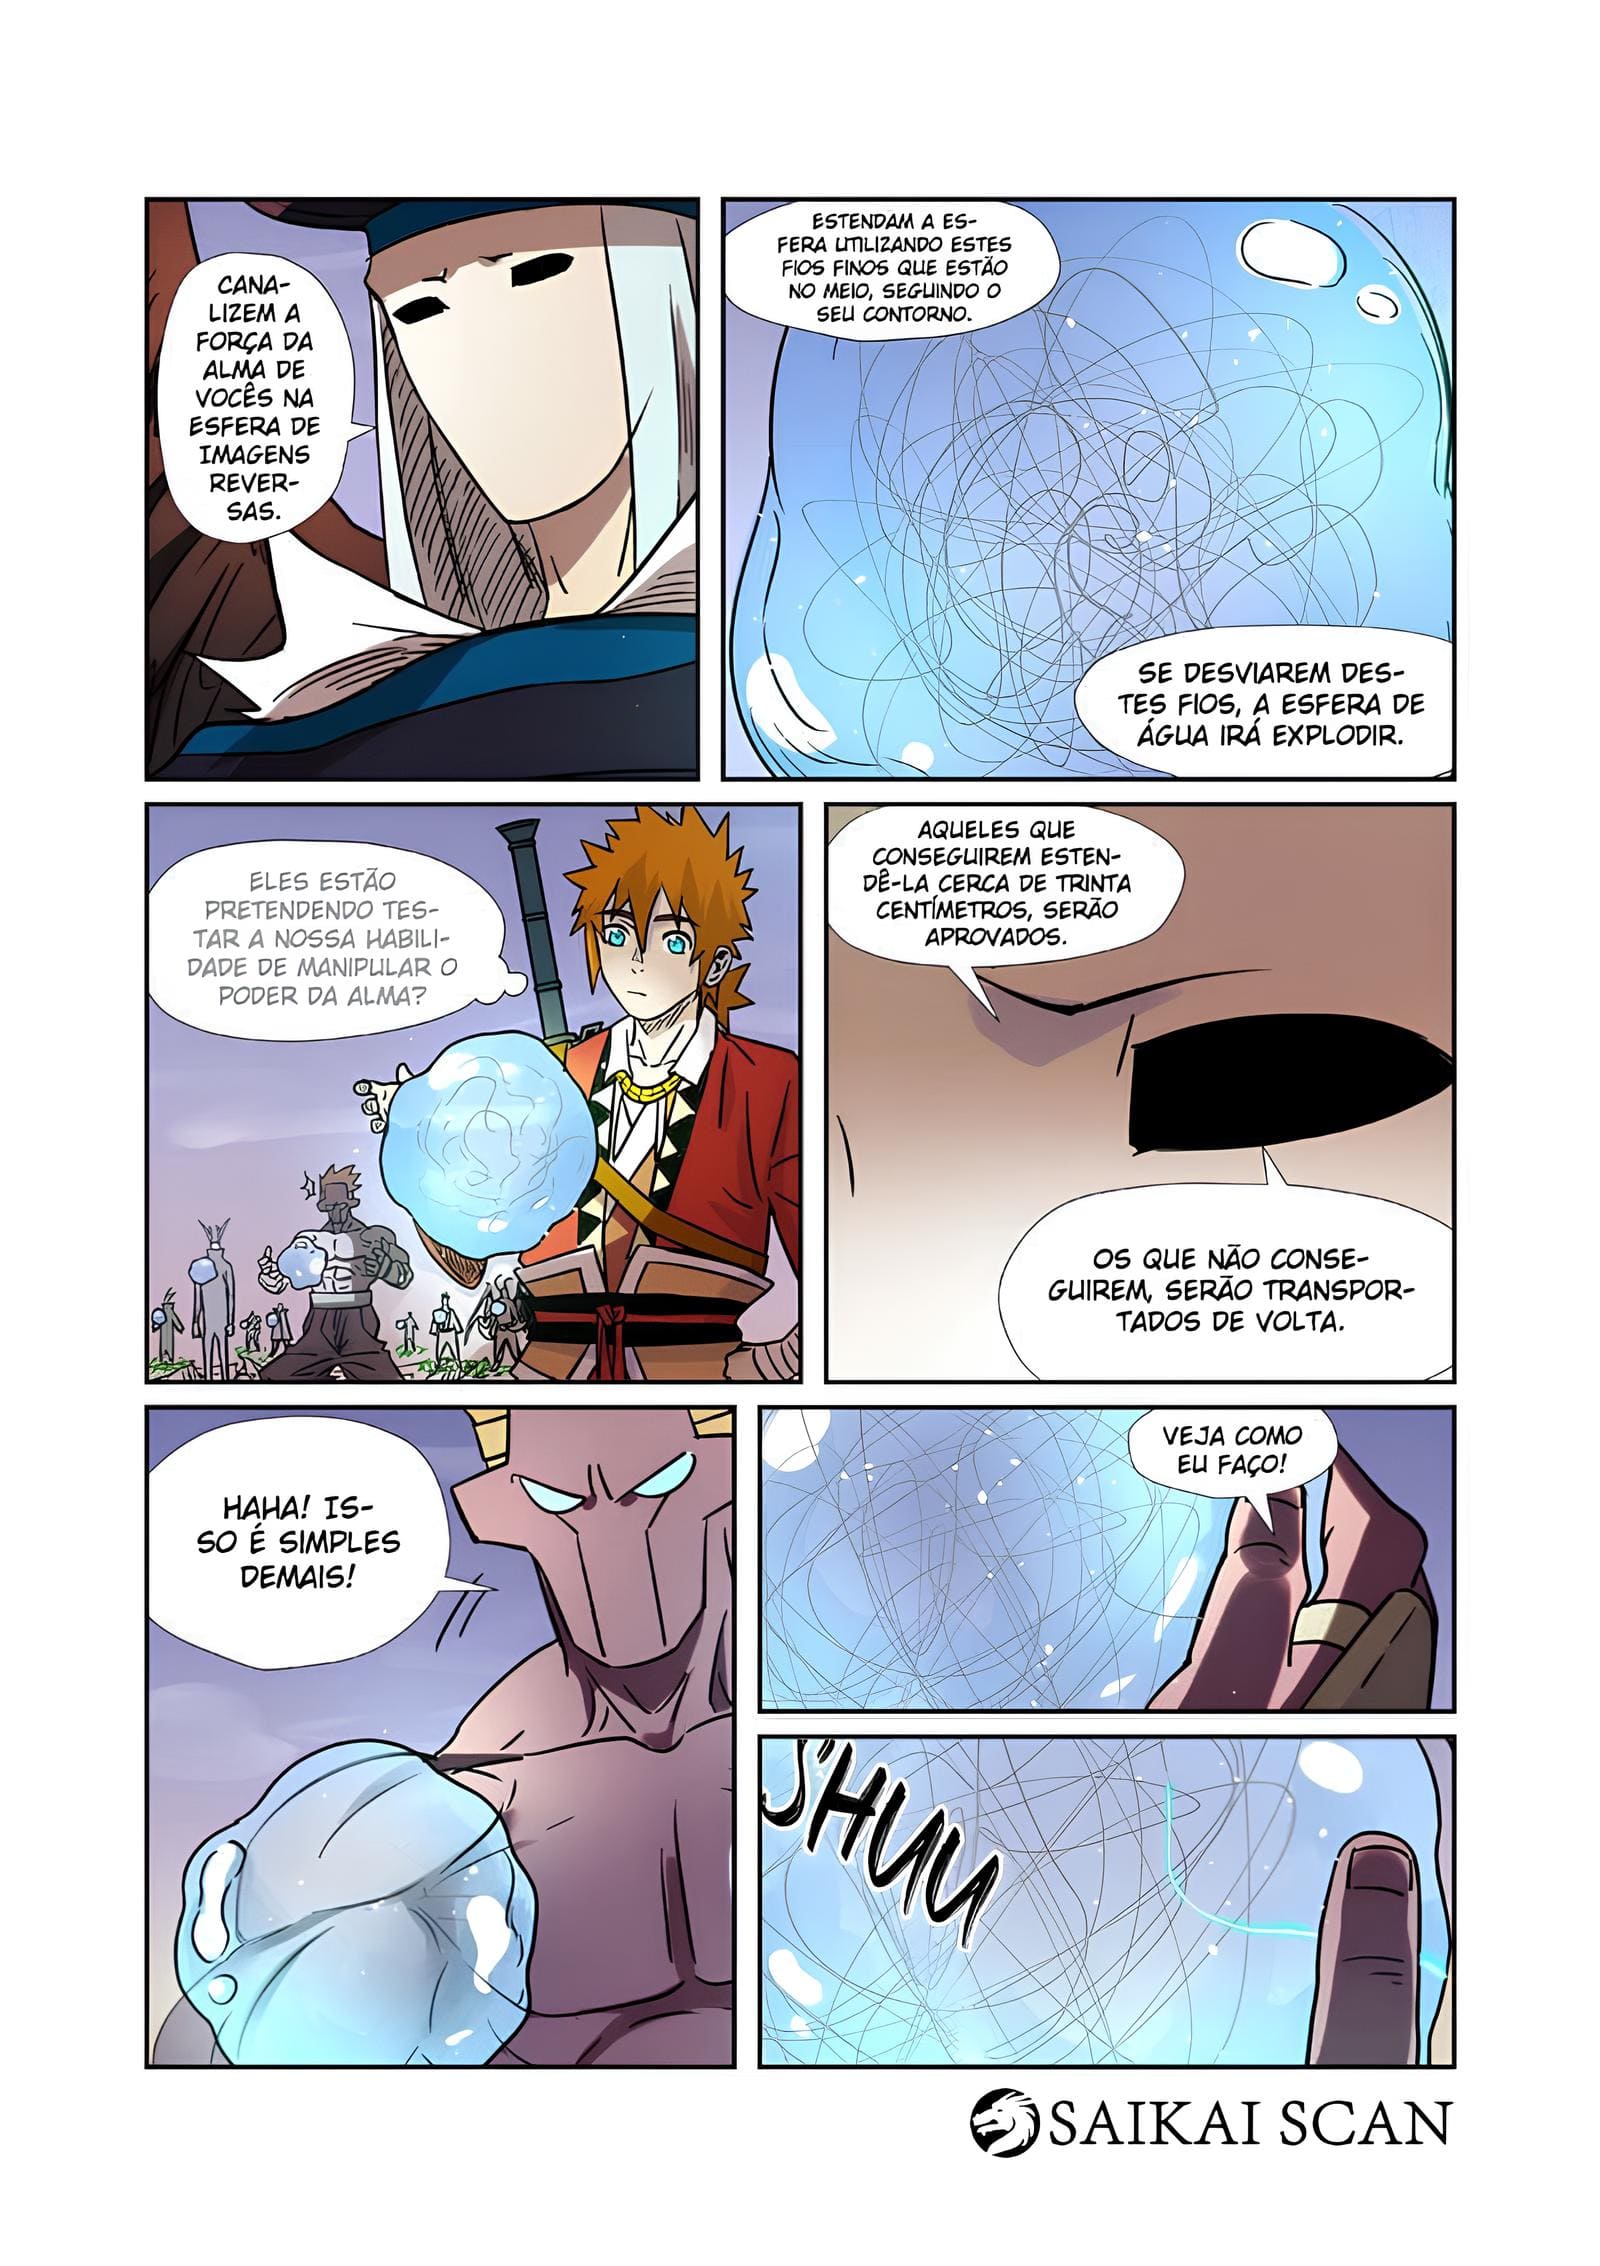 CANA-
LIZEM A
FORÇA DA
ALMA DE
VOCÊS NA
ESFERA DE
IMAGENS
REVER-
SAS.
ESTENDAM A ES-
FERA UTILIZANDO ESTES
FIOS FINOS QUE ESTÃO
NO MEIO, SEGUINDO O
SEU CONTORNO.
SE DESVIAREM DES-
TES FIOS, A ESFERA DE
ÁGUA IRÁ EXPLODIR.
ELES ESTÃO
PRETENDENDO TES-
TAR A NOSSA HABILI-
DADE DE MANIPULAR O
PODER DA ALMA?
AQUELES QUE
CONSEGUIREM ESTEN-
DÊ-LA CERCA DE TRINTA
CENTÍMETROS, SERÃO
APROVADOS.
OS QUE NÃO CONSE-
GUIREM, SERÃO TRANSPOR-
TADOS DE VOLTA.
HAHA! IS-
SO É SIMPLES
DEMAIS!
VEJA COMO
EU FAÇO!
SHUU
SAIKAI SCAN